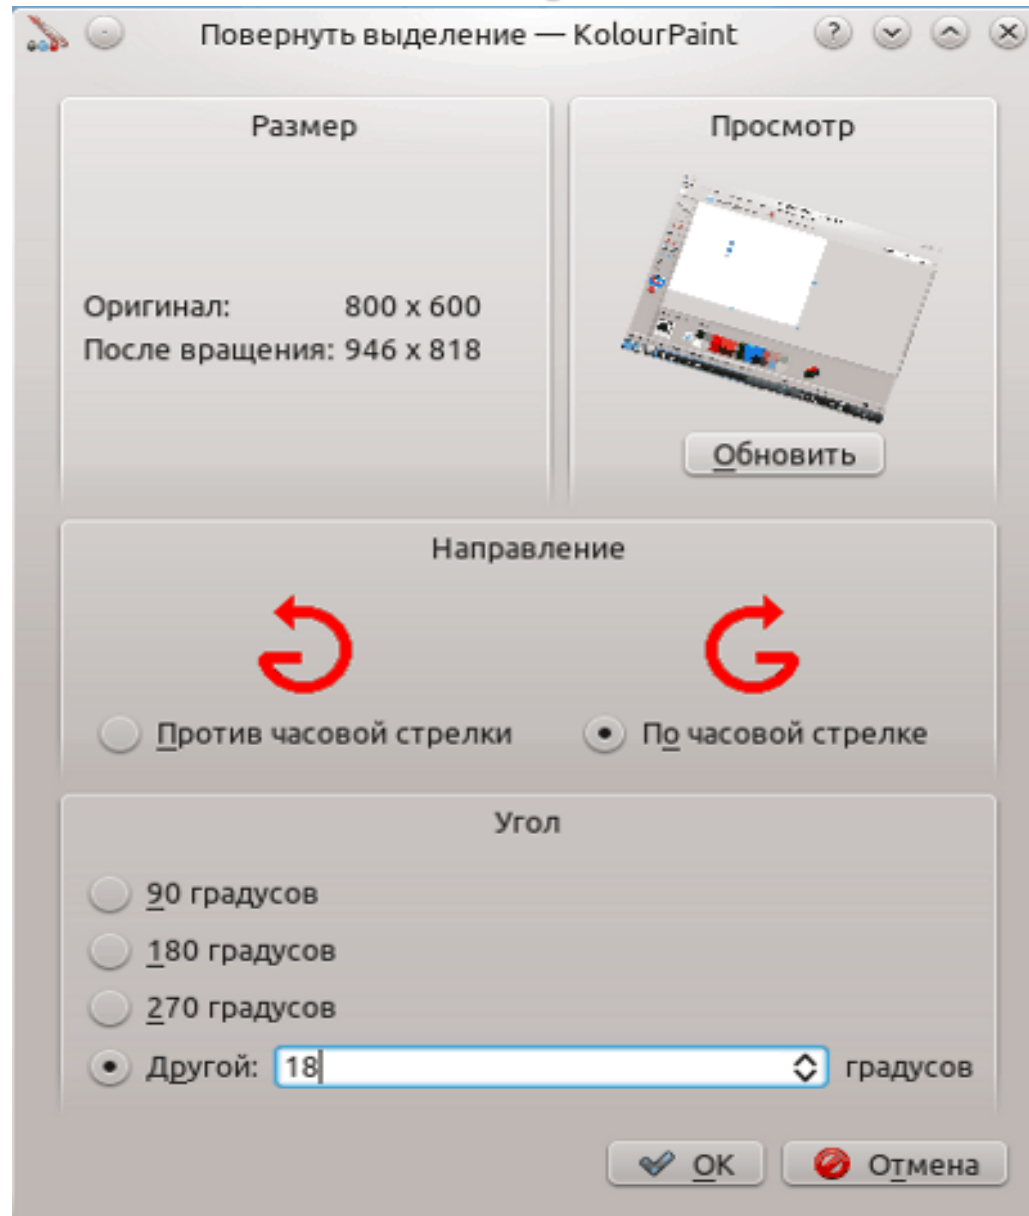 Повернуть выделение — KolourPaint
Размер
Оригинал: 800 x 600
После вращения: 946 x 818
Просмотр
Обновить
Направление
Против часовой стрелки
По часовой стрелке
Угол
90 градусов
180 градусов
270 градусов
Другой: 18 градусов
OK
Отмена